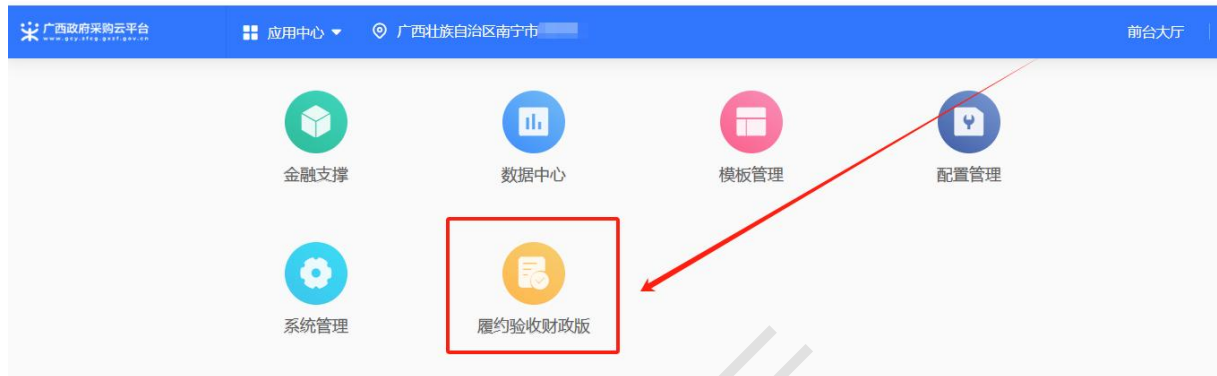 广西政府采购云平台
www.gcy.zfcg.gxzf.gov.cn
应用中心
广西壮族自治区南宁市
前台大厅
金融支撑
数据中心
模板管理
配置管理
系统管理
履约验收财政版